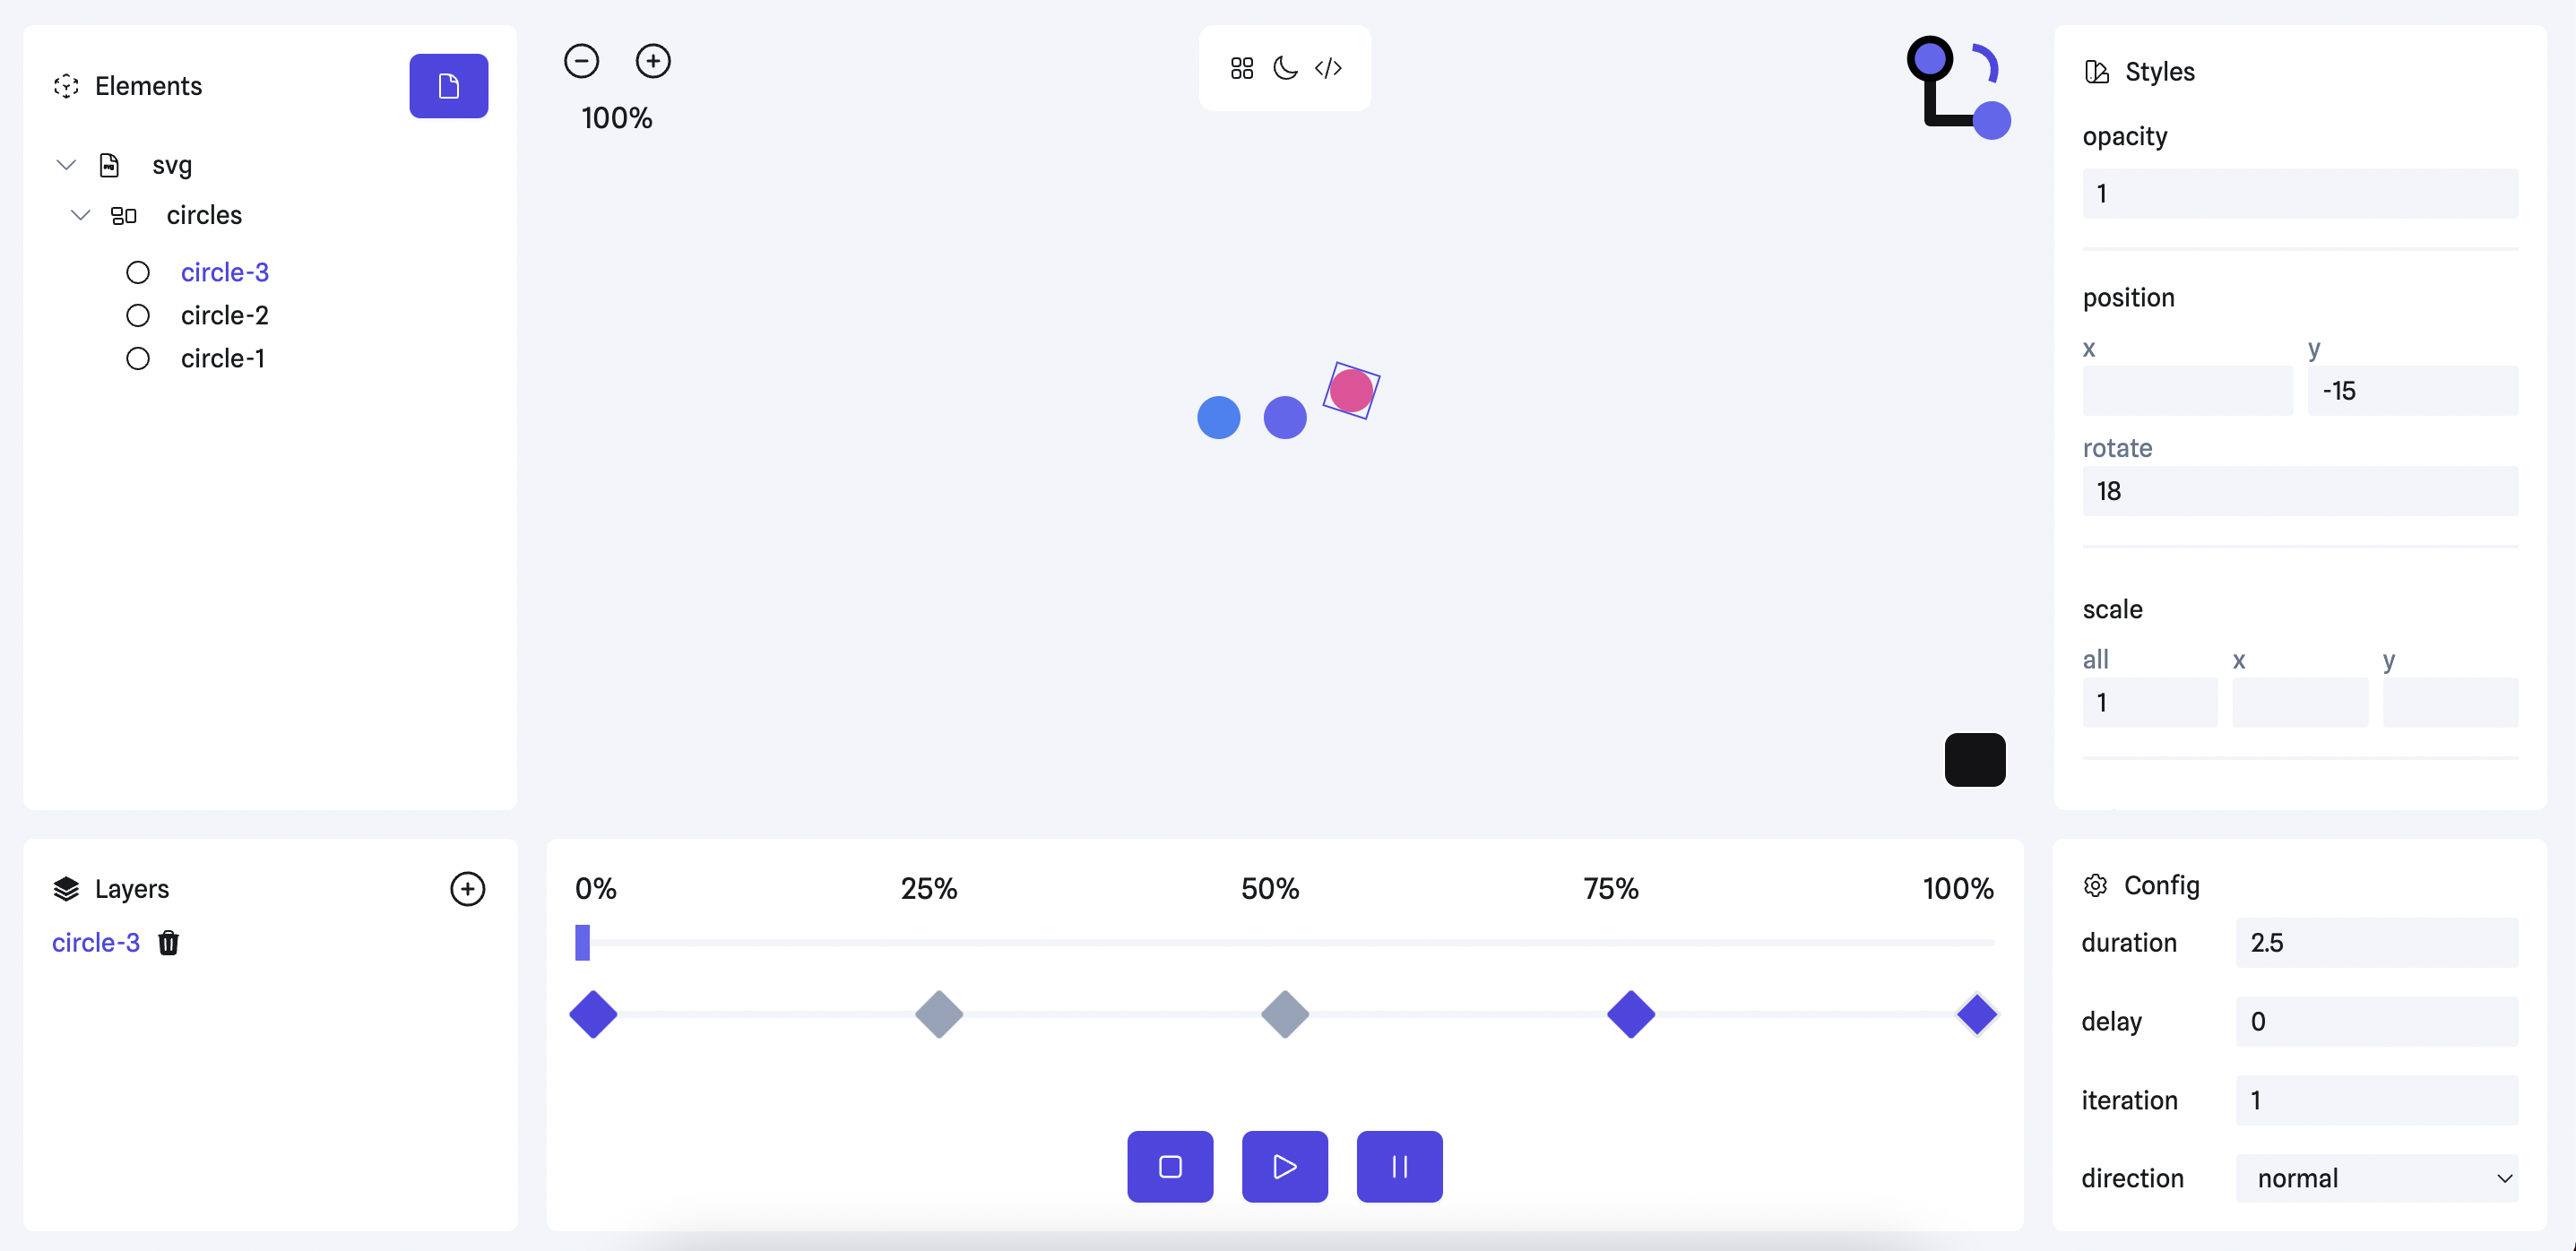 Elements
svg
circles
circle-3
circle-2
circle-1
100%
Styles
opacity
1
position
x y
-15
rotate
18
scale
all x y
1
Layers
circle-3
0% 25% 50% 75% 100%
Config
duration 2.5
delay 0
iteration 1
direction normal